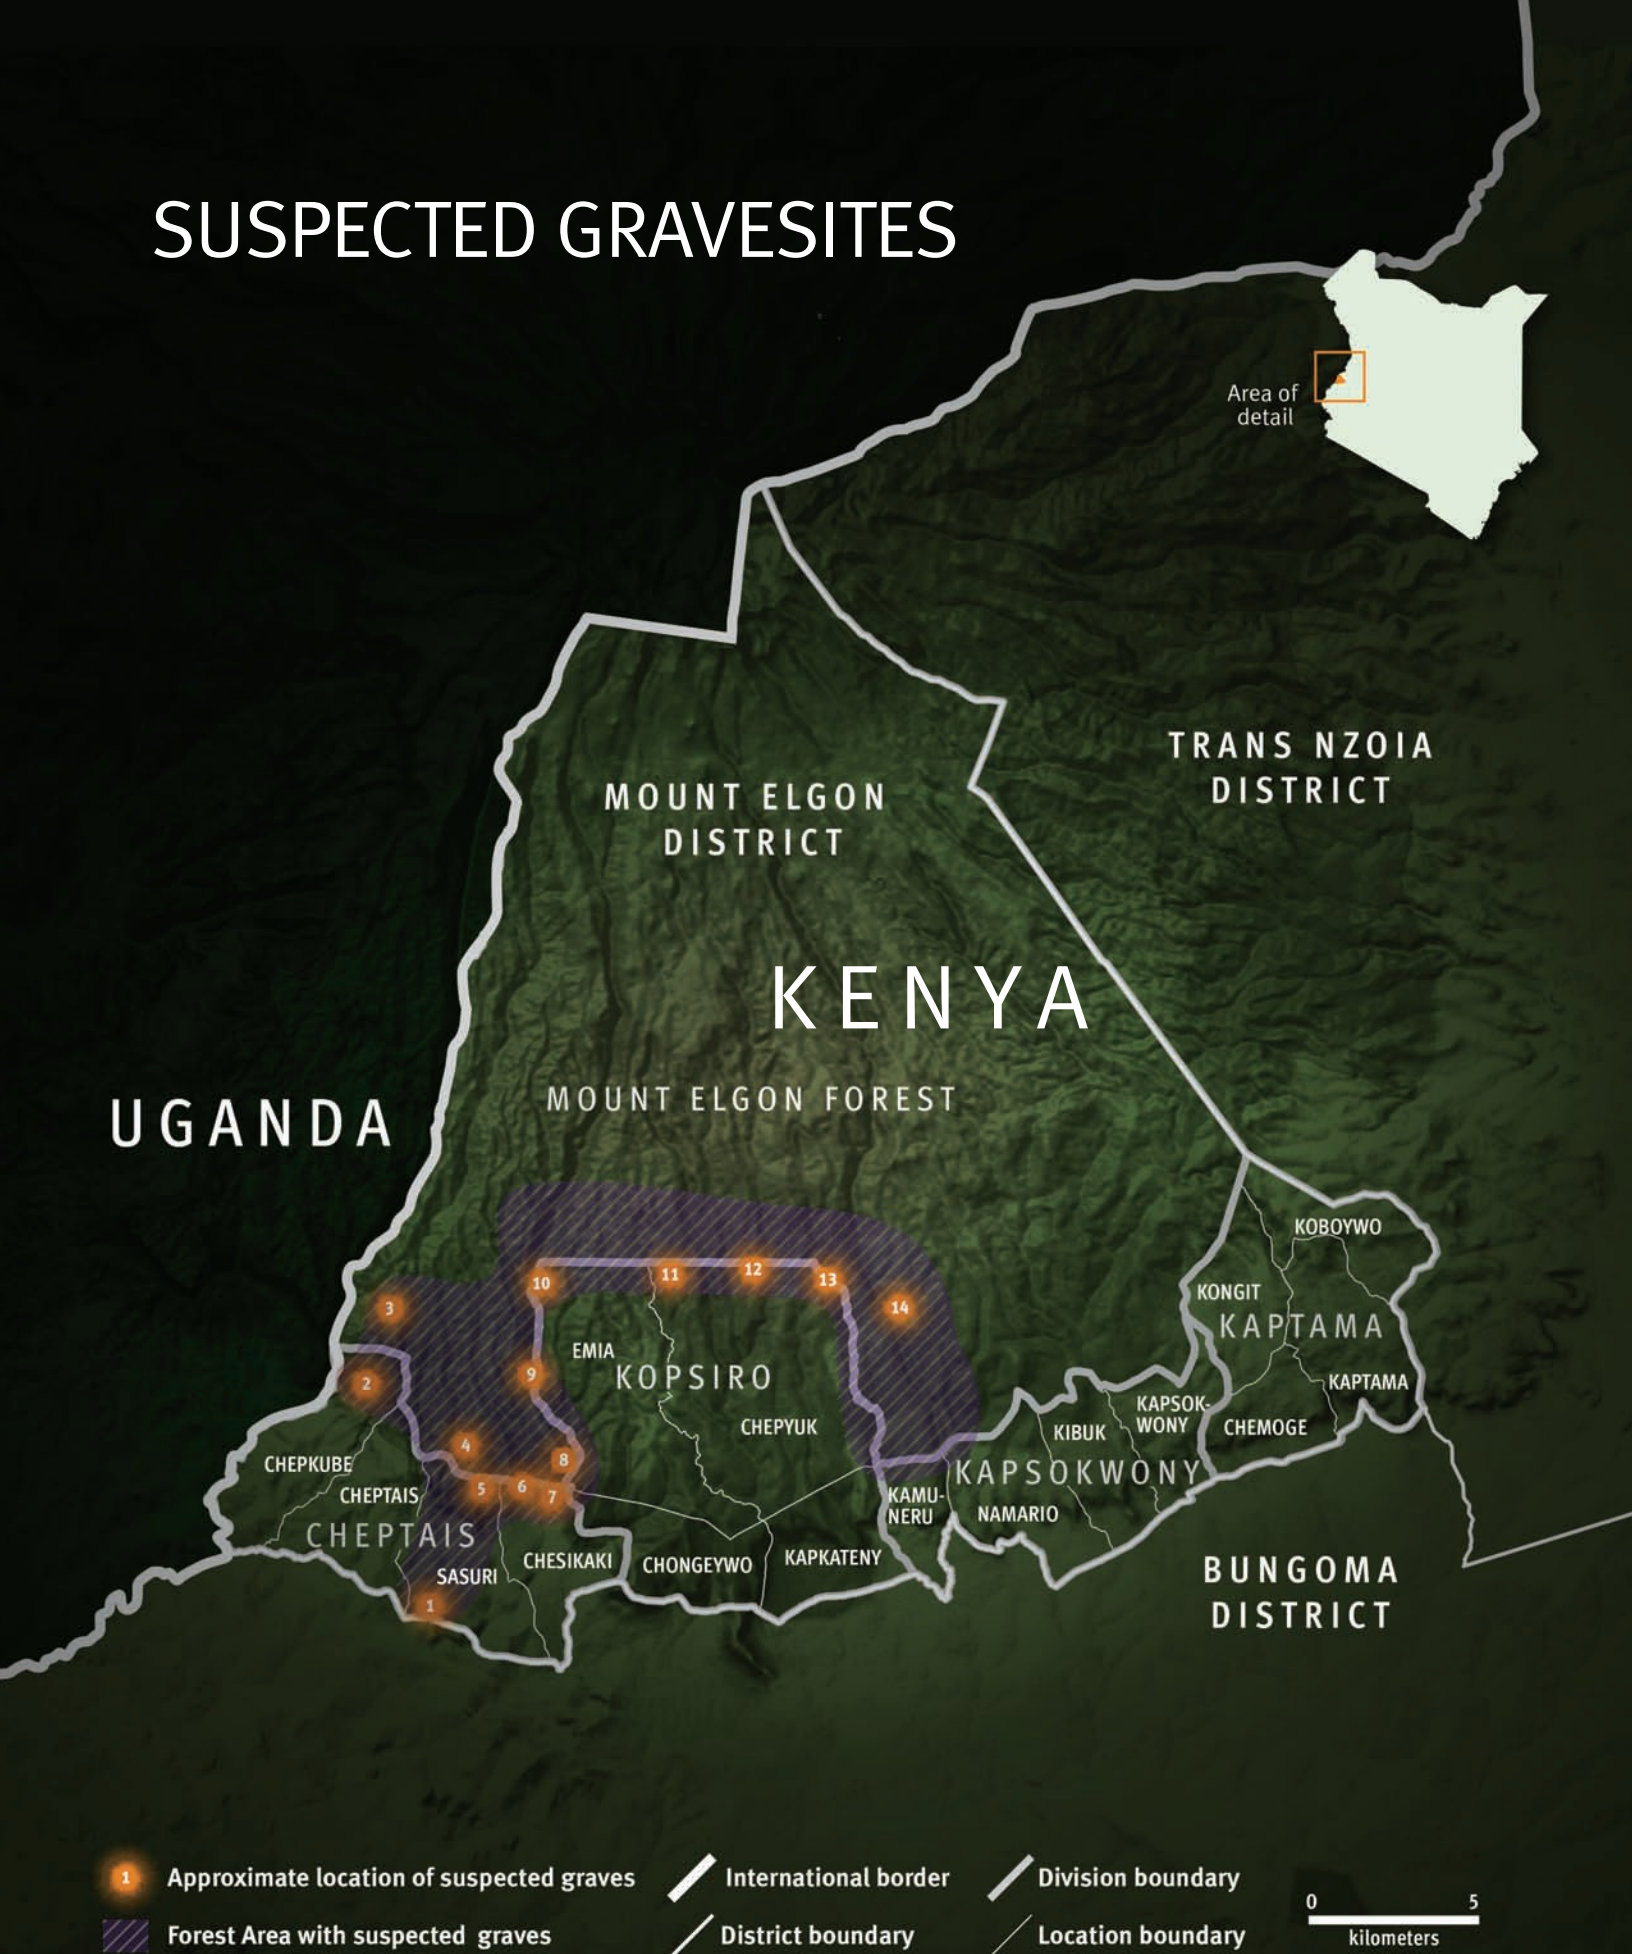 SUSPECTED GRAVESITES
Area of
detail
TRANS NZOIA
DISTRICT
MOUNT ELGON
DISTRICT
KENYA
MOUNT ELGON FOREST
UGANDA
KOBOYWO
KONGIT
KAPTAMA
KAPTAMA
CHEMOGE
KAPSOK-
WONY
KIBUK
KAPSOKWONY
NAMARIO
KAMU-
NERU
10
11
12
13
14
3
2
9
EMIA
KOPSIRO
CHEPYUK
4
8
5
6
7
CHEPKUBE
CHEPTAIS
CHEPTAIS
SASURI
1
CHESIKAKI
CHONGEYWO
KAPKATENY
BUNGOMA
DISTRICT
1 Approximate location of suspected graves
International border
Division boundary
Forest Area with suspected graves
District boundary
Location boundary
0 5
kilometers